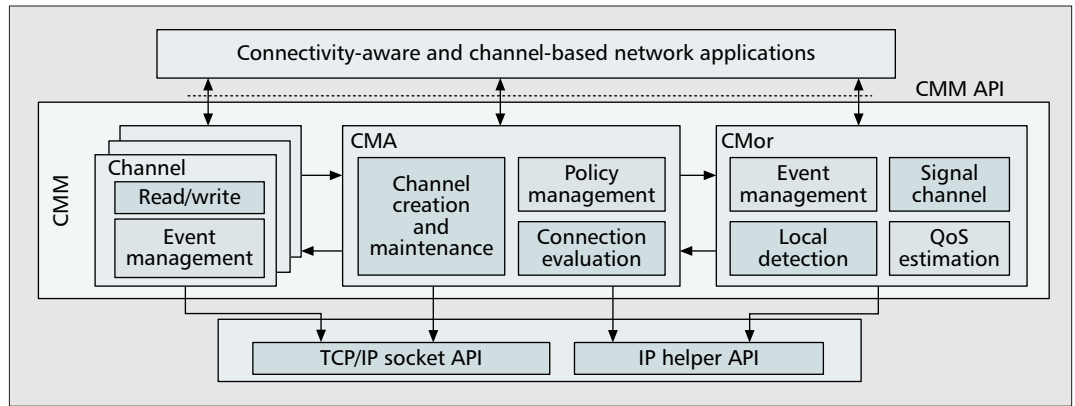 Connectivity-aware and channel-based network applications
CMM API
CMM
Channel
Read/write
Event
management
CMA
Channel
creation
and
maintenance
Policy
management
Connection
evaluation
CMor
Event
management
Signal
channel
Local
detection
QoS
estimation
TCP/IP socket API
IP helper API